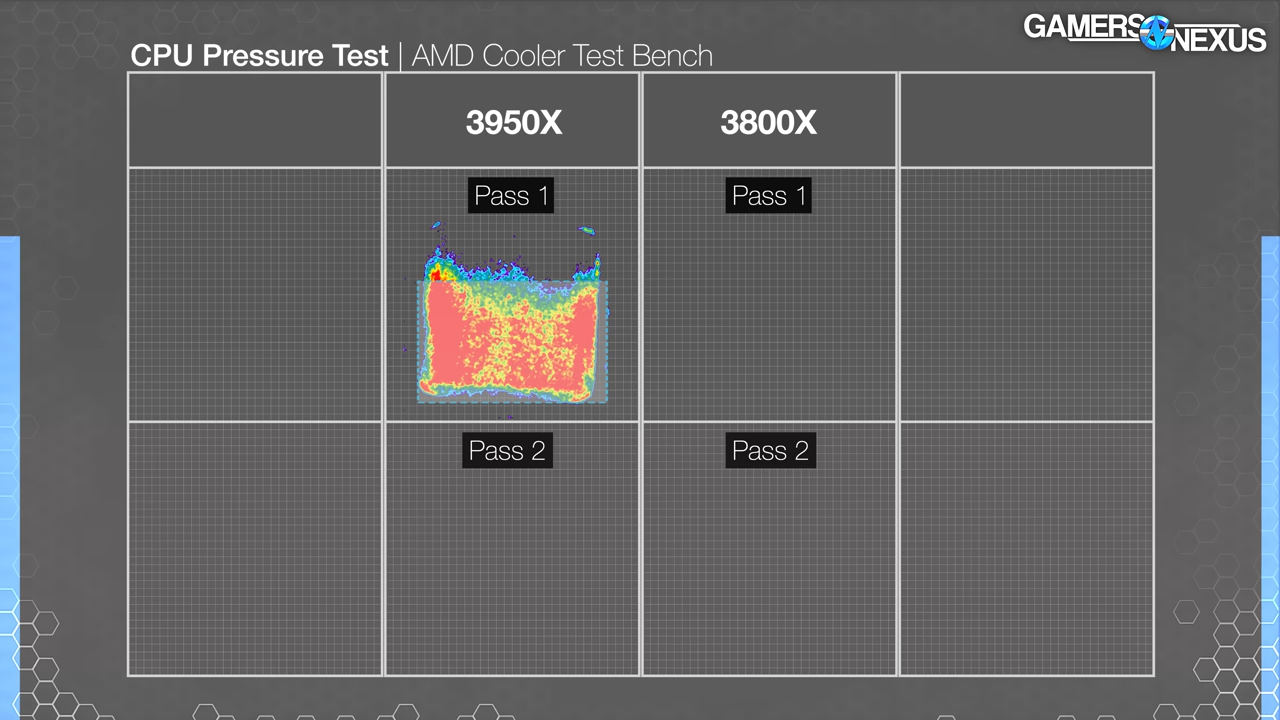 GAMERS NEXUS
CPU Pressure Test | AMD Cooler Test Bench
3950X
3800X
Pass 1
Pass 1
Pass 2
Pass 2